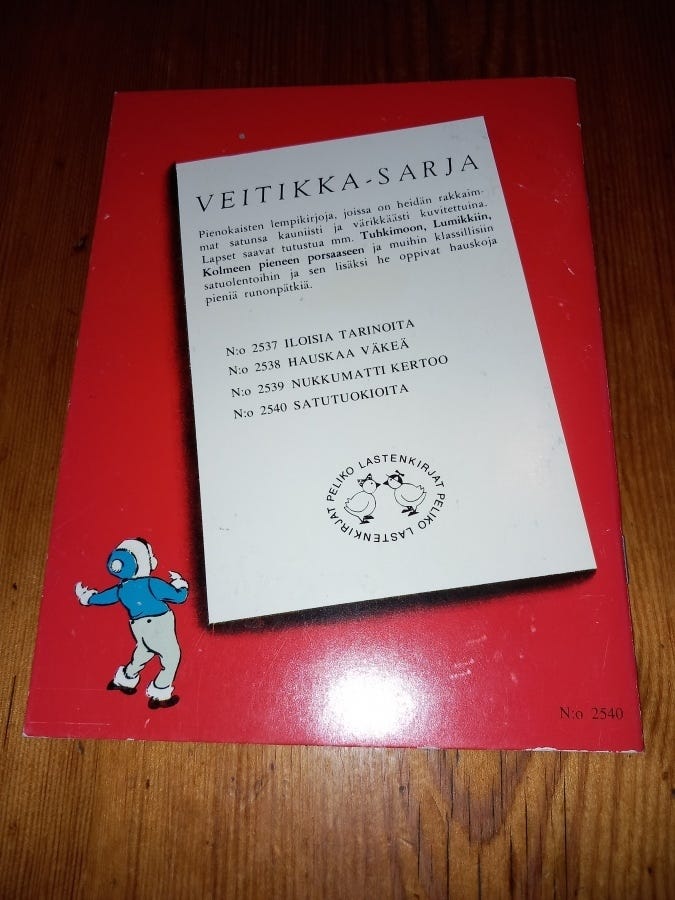 VEITIKKA-SARJA
Pienokaisten lempikirjoja, joissa on heidän rakkaim-
mat satunsa kauniisti ja värikkäästi kuvitettuina.
Lapset saavat tutustua mm. Tuhkimoon, Lumikkiin,
Kolmeen pieneen porsaaseen ja muihin klassillisiin
satuolentoihin ja sen lisäksi he oppivat hauskoja
pieniä runonpätkiä.
N:o 2537 ILOISIA TARINOITA
N:o 2538 HAUSKAA VÄKEÄ
N:o 2539 NUKKUMATTI KERTOO
N:o 2540 SATUTUOKIOITA
PELIKO LASTENKIRJAT PELIKO LASTENKIRJAT
N:o 2540